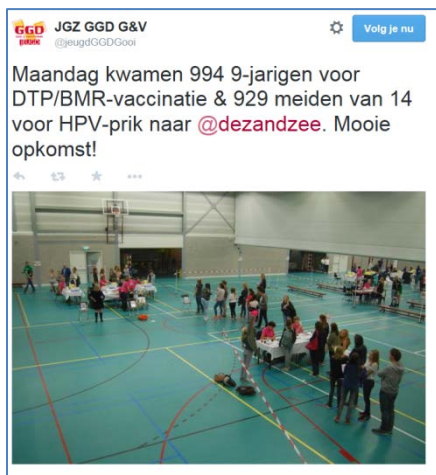 GGD
JEUGD
JGZ GGD G&V
@jeugdGGDGooi
Volg je nu
Maandag kwamen 994 9-jarigen voor
DTP/BMR-vaccinatie & 929 meiden van 14
voor HPV-prik naar @dezandzee. Mooie
opkomst!